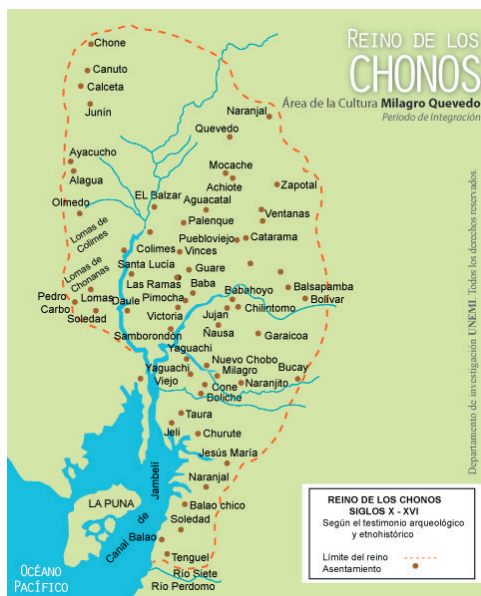 REINO DE LOS
CHONOS
Área de la Cultura Milagro Quevedo
Periodo de Integración
Chone
Canuto
Calceta
Junín
Naranjal
Quevedo
Ayacucho
Alagua
Mocache
Achiote
Zapotal
Olmedo
EL Balzar
Aguacatal
Lomas de
Colimes
Palenque
Ventanas
Puebloviejo
Catarama
Colimes
Vinces
Lomas de
Chonanas
Santa Lucía
Guare
Las Ramas
Baba
Balsapamba
Pedro
Carbo
Lomas
Daule
Pimocha
Babahoyo
Bolívar
Soledad
Victoria
Jujan
Chilintomo
Samborondón
Ñausa
Garaicoa
Yaguachi
Yaguachi
Viejo
Nuevo Chobo
Milagro
Bucay
Cone
Naranjito
Boliche
Taura
Jeli
Churute
Jesús María
Naranjal
LA PUNA
Canal de Jambelí
Balao chico
Soledad
Balao
Tenguel
Río Siete
Río Perdomo
OCÉANO
PACÍFICO
REINO DE LOS CHONOS
SIGLOS X - XVI
Según el testimonio arqueológico
y etnohistórico
Límite del reino
Asentamiento
Departamento de investigación UNEMI. Todos los derechos reservados.